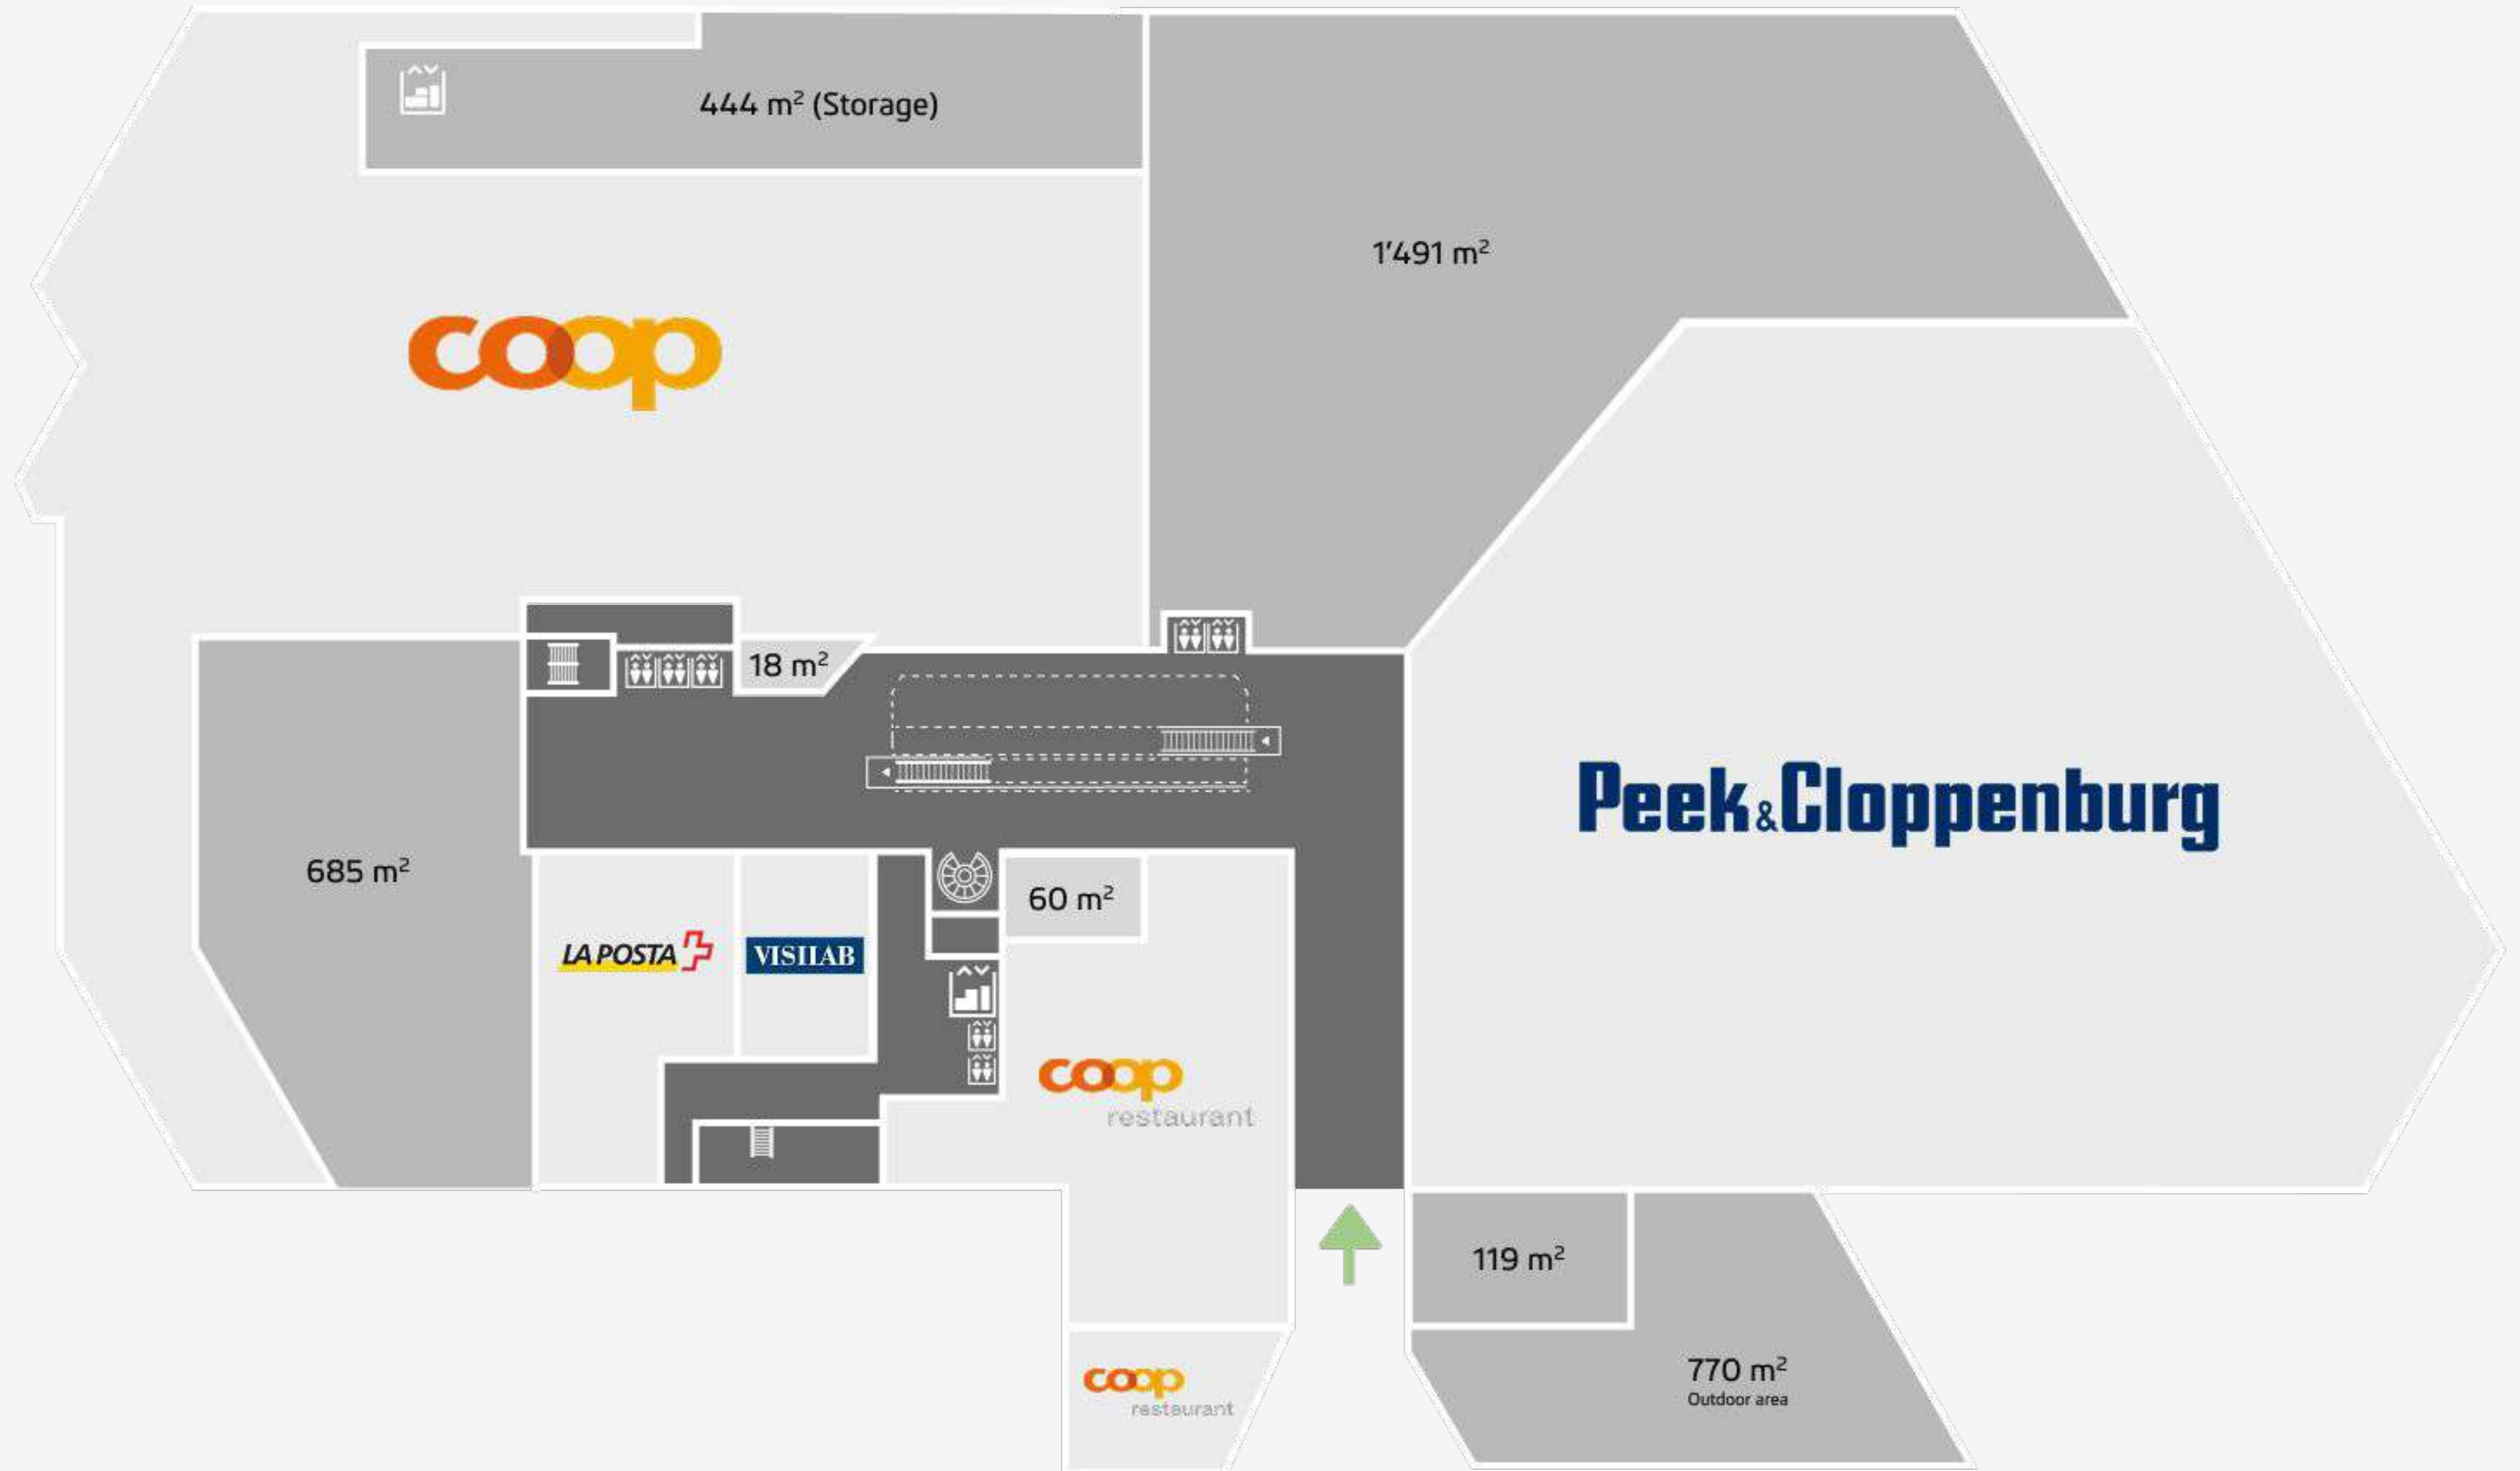 444 m² (Storage)
1'491 m²
coop
18 m²
Peek&Cloppenburg
685 m²
60 m²
LA POSTA
VISILAB
coop
restaurant
119 m²
770 m²
Outdoor area
coop
restaurant